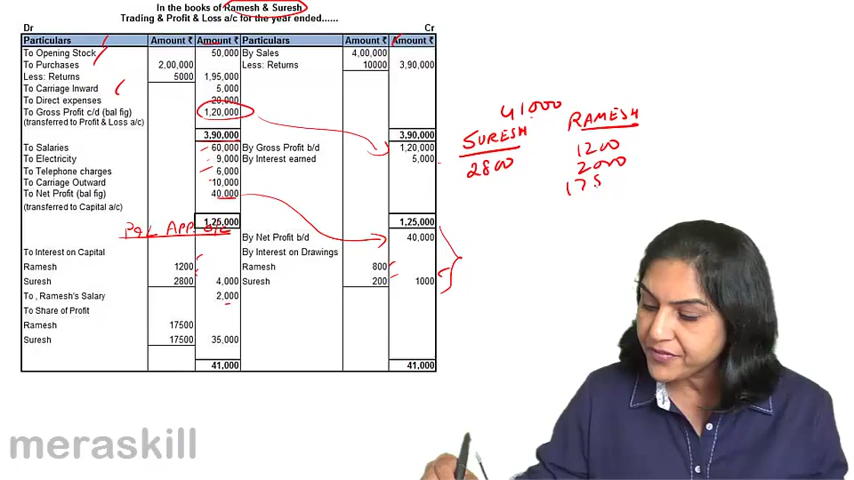 In the books of Ramesh & Suresh
Trading & Profit & Loss a/c for the year ended......
Dr Cr
Particulars Amount ₹ Amount ₹ Particulars Amount ₹ Amount ₹
To Opening Stock 50,000 By Sales 4,00,000
To Purchases 2,00,000 Less: Returns 10000 3,90,000
Less: Returns 5000 1,95,000
To Carriage Inward 5,000
To Direct expenses 20,000
To Gross Profit c/d (bal fig) 1,20,000
(transferred to Profit & Loss a/c)
3,90,000 3,90,000
To Salaries 60,000 By Gross Profit b/d 1,20,000
To Electricity 9,000 By Interest earned 5,000
To Telephone charges 6,000
To Carriage Outward 10,000
To Net Profit (bal fig) 40,000
(transferred to Capital a/c)
1,25,000 1,25,000
P&L APP. a/c
By Net Profit b/d 40,000
To Interest on Capital By Interest on Drawings
Ramesh 1200 Ramesh 800
Suresh 2800 4,000 Suresh 200 1000
To , Ramesh's Salary 2,000
To Share of Profit
Ramesh 17500
Suresh 17500 35,000
41,000 41,000
41,000
SURESH
2800
RAMESH
1200
2000
175
meraskill